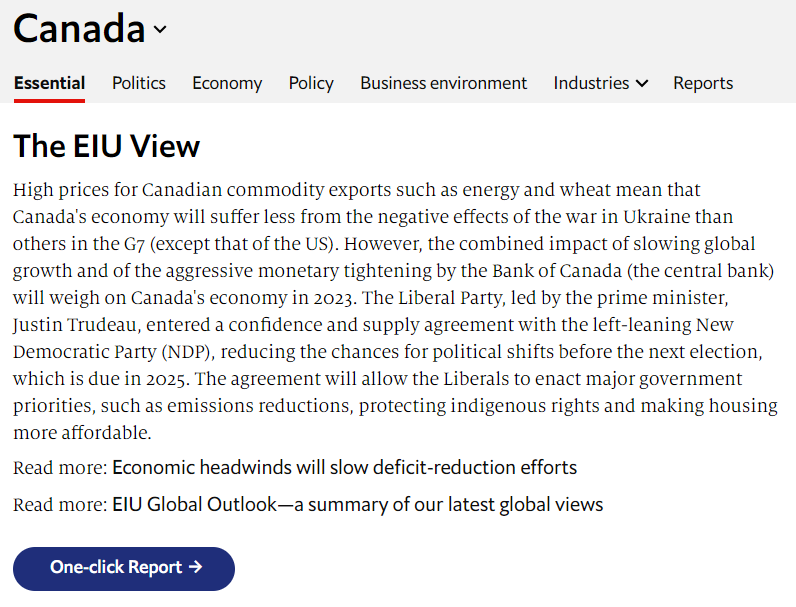 Canada
Essential Politics Economy Policy Business environment Industries Reports
The EIU View
High prices for Canadian commodity exports such as energy and wheat mean that
Canada's economy will suffer less from the negative effects of the war in Ukraine than
others in the G7 (except that of the US). However, the combined impact of slowing global
growth and of the aggressive monetary tightening by the Bank of Canada (the central bank)
will weigh on Canada's economy in 2023. The Liberal Party, led by the prime minister,
Justin Trudeau, entered a confidence and supply agreement with the left-leaning New
Democratic Party (NDP), reducing the chances for political shifts before the next election,
which is due in 2025. The agreement will allow the Liberals to enact major government
priorities, such as emissions reductions, protecting indigenous rights and making housing
more affordable.
Read more: Economic headwinds will slow deficit-reduction efforts
Read more: EIU Global Outlook—a summary of our latest global views
One-click Report →